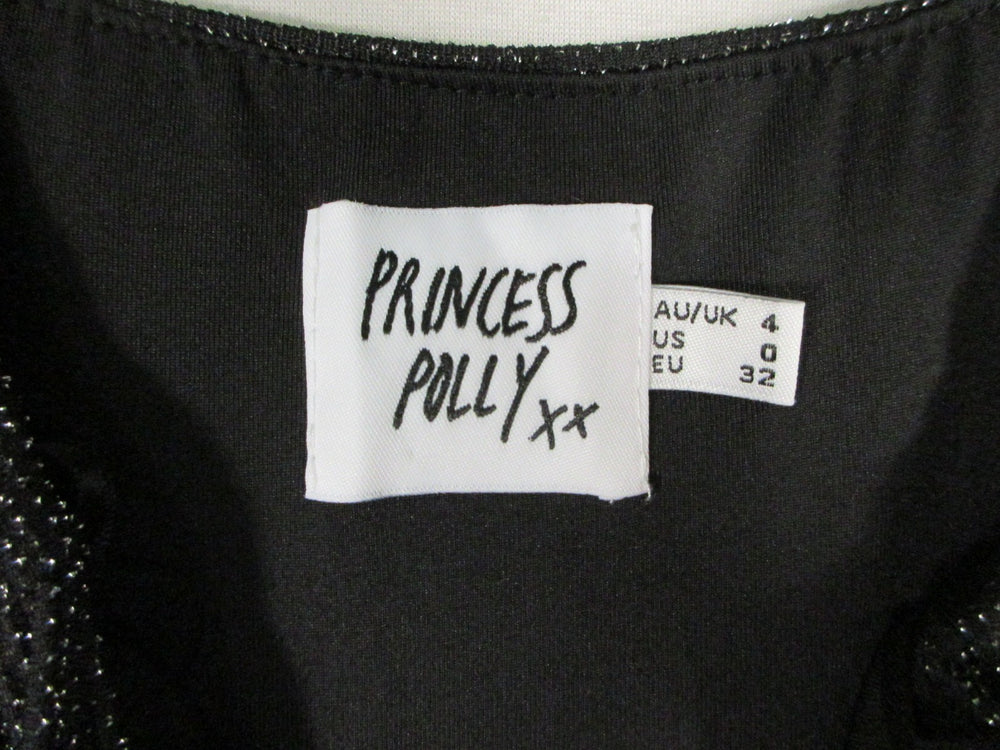 PRINCESS
POLLY xx
AU/UK 4
US 0
EU 32